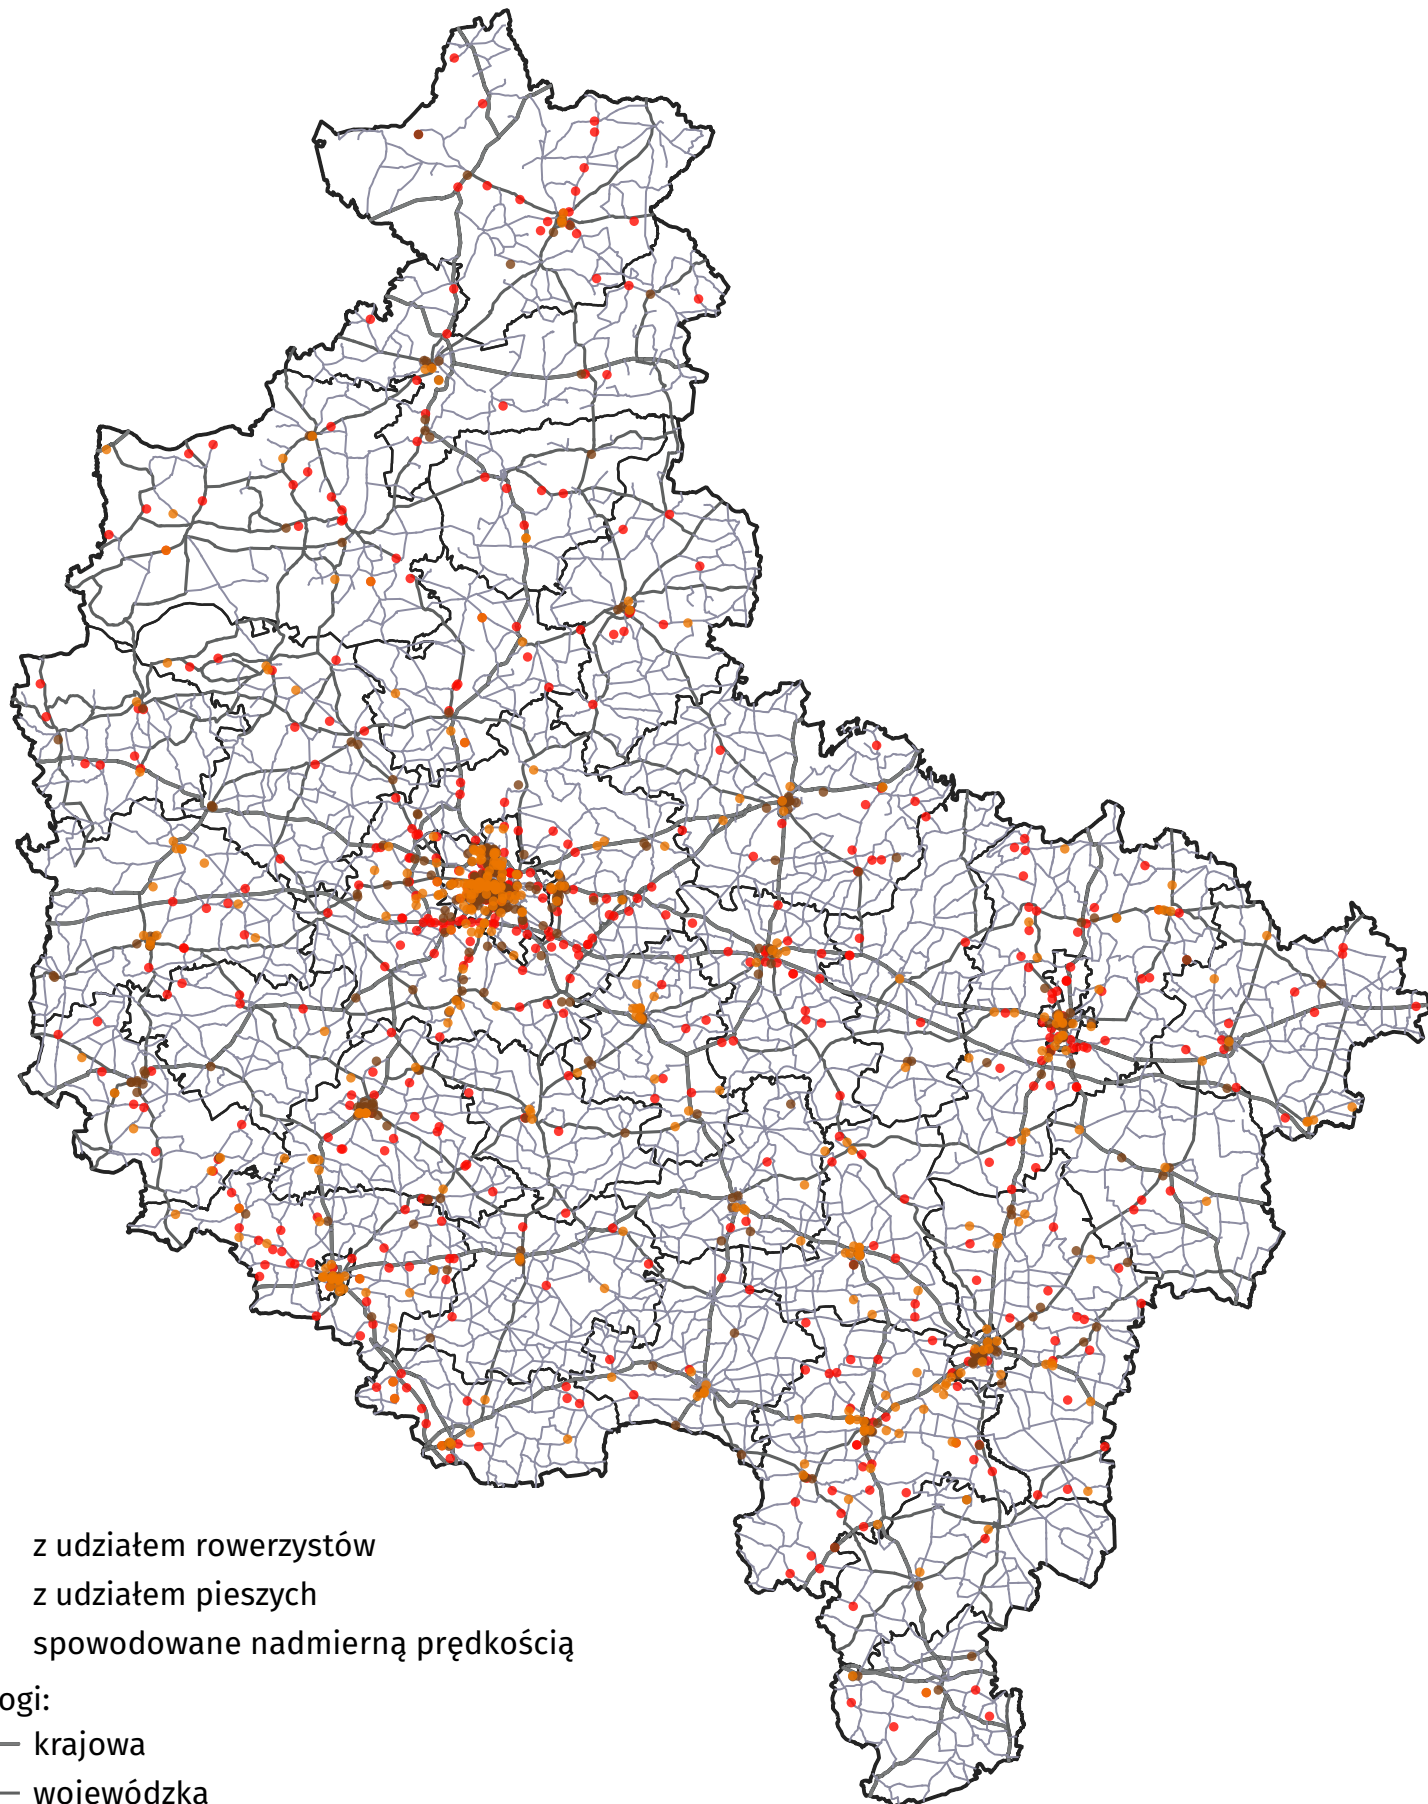 z udziałem rowerzystów
z udziałem pieszych
spowodowane nadmierną prędkością
ogi:
krajowa
wojewódzka